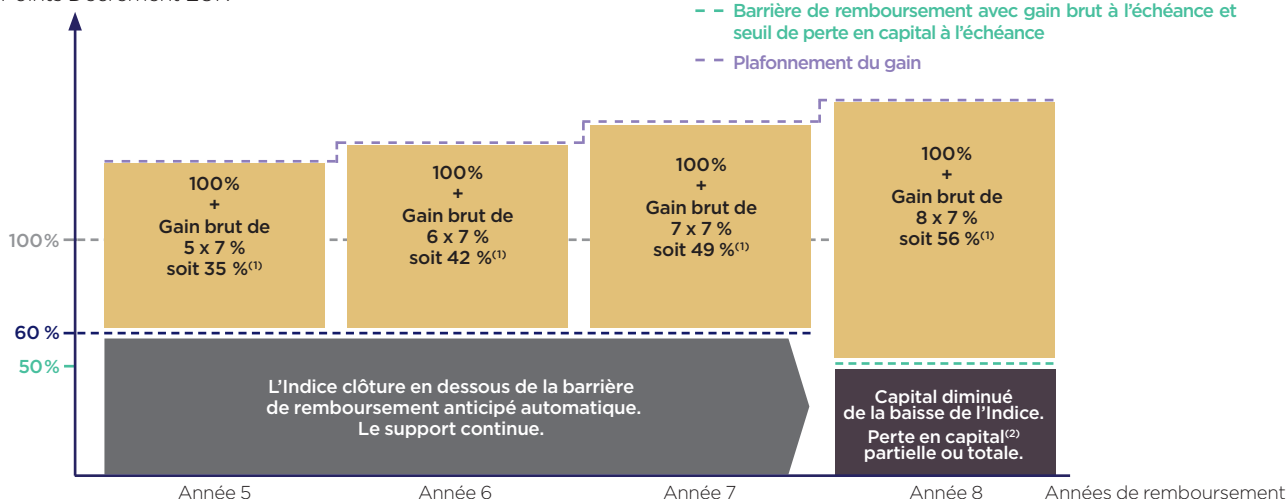 - - Barrière de remboursement avec gain brut à l'échéance et
seuil de perte en capital à l'échéance
- - Plafonnement du gain
100%
+
Gain brut de
5 x 7 %
soit 35 %(1)
100%
+
Gain brut de
6 x 7 %
soit 42 %(1)
100%
+
Gain brut de
7 x 7 %
soit 49 %(1)
100%
+
Gain brut de
8 x 7 %
soit 56 %(1)
100%
60 %
50%
L'Indice clôture en dessous de la barrière
de remboursement anticipé automatique.
Le support continue.
Capital diminué
de la baisse de l'Indice.
Perte en capital(2)
partielle ou totale.
Année 5
Année 6
Année 7
Année 8
Années de remboursement